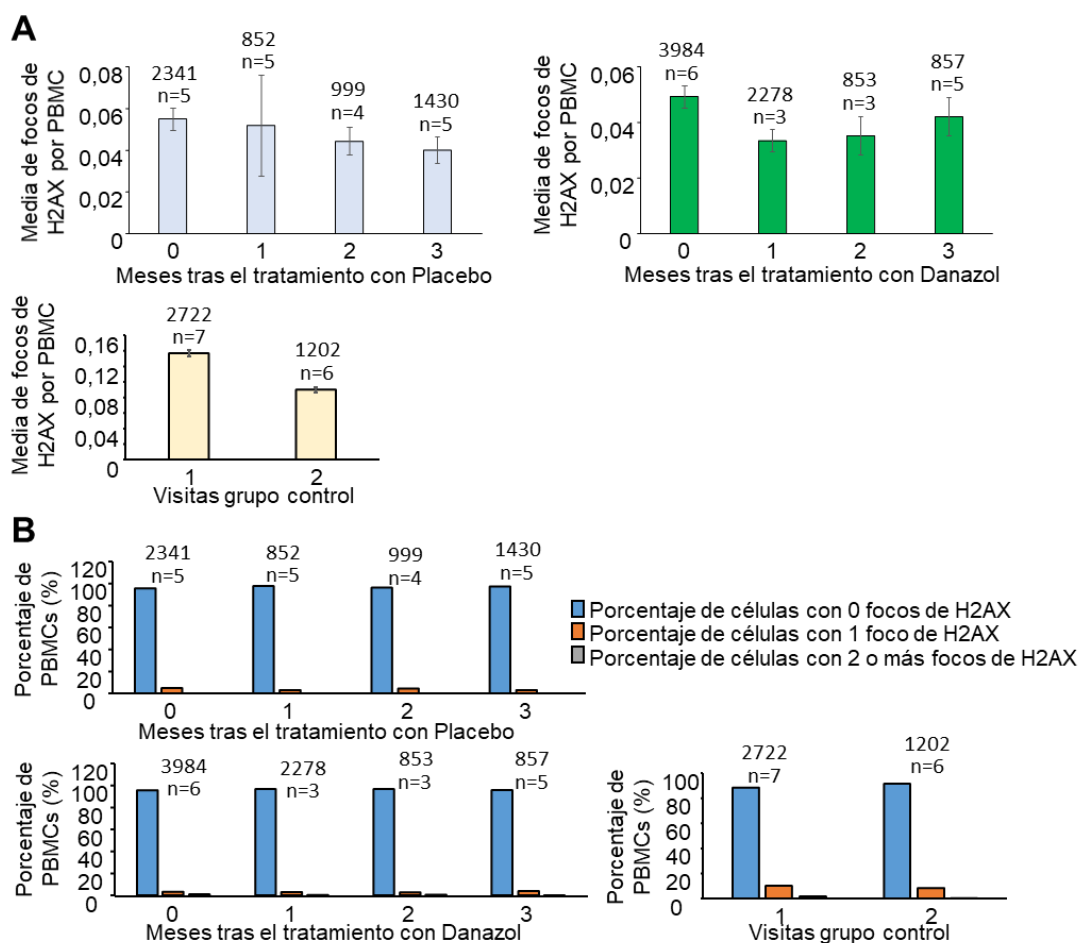 A
Media de focos de
H2AX por PBMC
0,08
0,06
0,04
0,02
0
2341
n=5
852
n=5
999
n=4
1430
n=5
0
1
2
3
Meses tras el tratamiento con Placebo
Media de focos de
H2AX por PBMC
0,06
0,04
0,02
0
3984
n=6
2278
n=3
853
n=3
857
n=5
0
1
2
3
Meses tras el tratamiento con Danazol
Media de focos de
H2AX por PBMC
0,16
0,12
0,08
0,04
0
2722
n=7
1202
n=6
1
2
Visitas grupo control
B
Porcentaje de
PBMCs (%)
120
100
80
60
40
20
0
2341
n=5
852
n=5
999
n=4
1430
n=5
0
1
2
3
Meses tras el tratamiento con Placebo
Porcentaje de células con 0 focos de H2AX
Porcentaje de células con 1 foco de H2AX
Porcentaje de células con 2 o más focos de H2AX
Porcentaje de
PBMCs (%)
120
100
80
60
40
20
0
3984
n=6
2278
n=3
853
n=3
857
n=5
0
1
2
3
Meses tras el tratamiento con Danazol
Porcentaje de
PBMCs (%)
100
80
60
40
20
0
2722
n=7
1202
n=6
1
2
Visitas grupo control